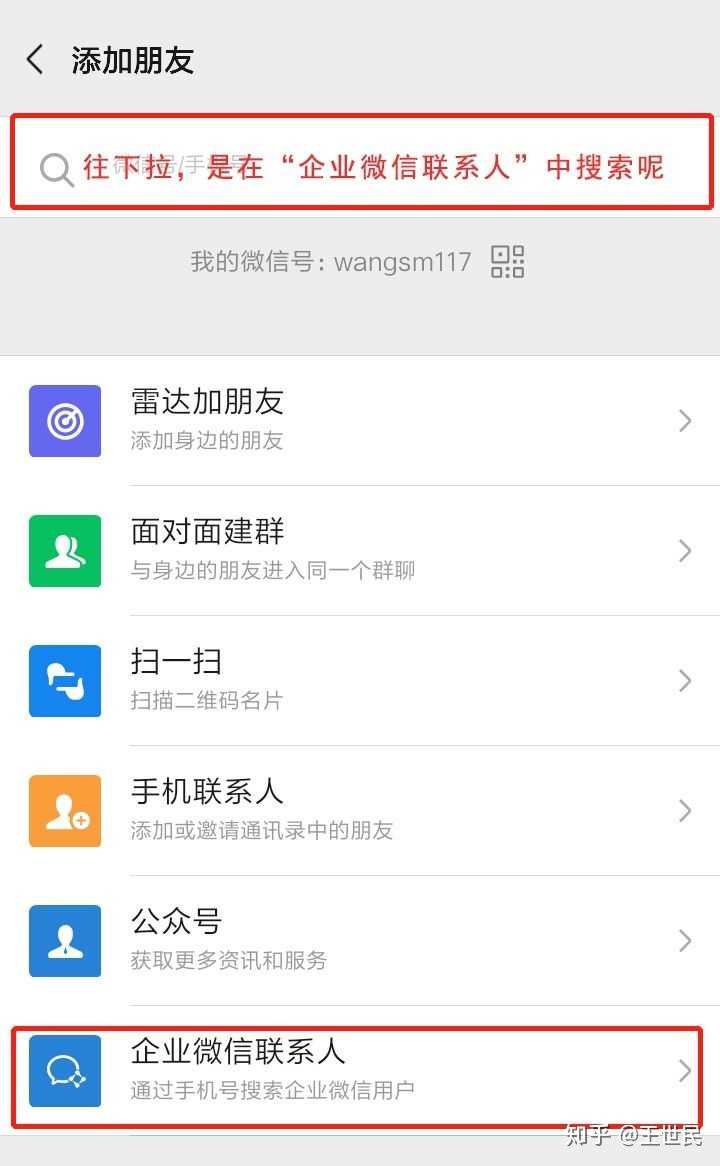 添加朋友
微信号/手机号
往下拉，是在“企业微信联系人”中搜索呢
我的微信号：wangsm117
雷达加朋友
添加身边的朋友
面对面建群
与身边的朋友进入同一个群聊
扫一扫
扫描二维码名片
手机联系人
添加或邀请通讯录中的朋友
公众号
获取更多资讯和服务
企业微信联系人
通过手机号搜索企业微信用户
知乎 @王世民